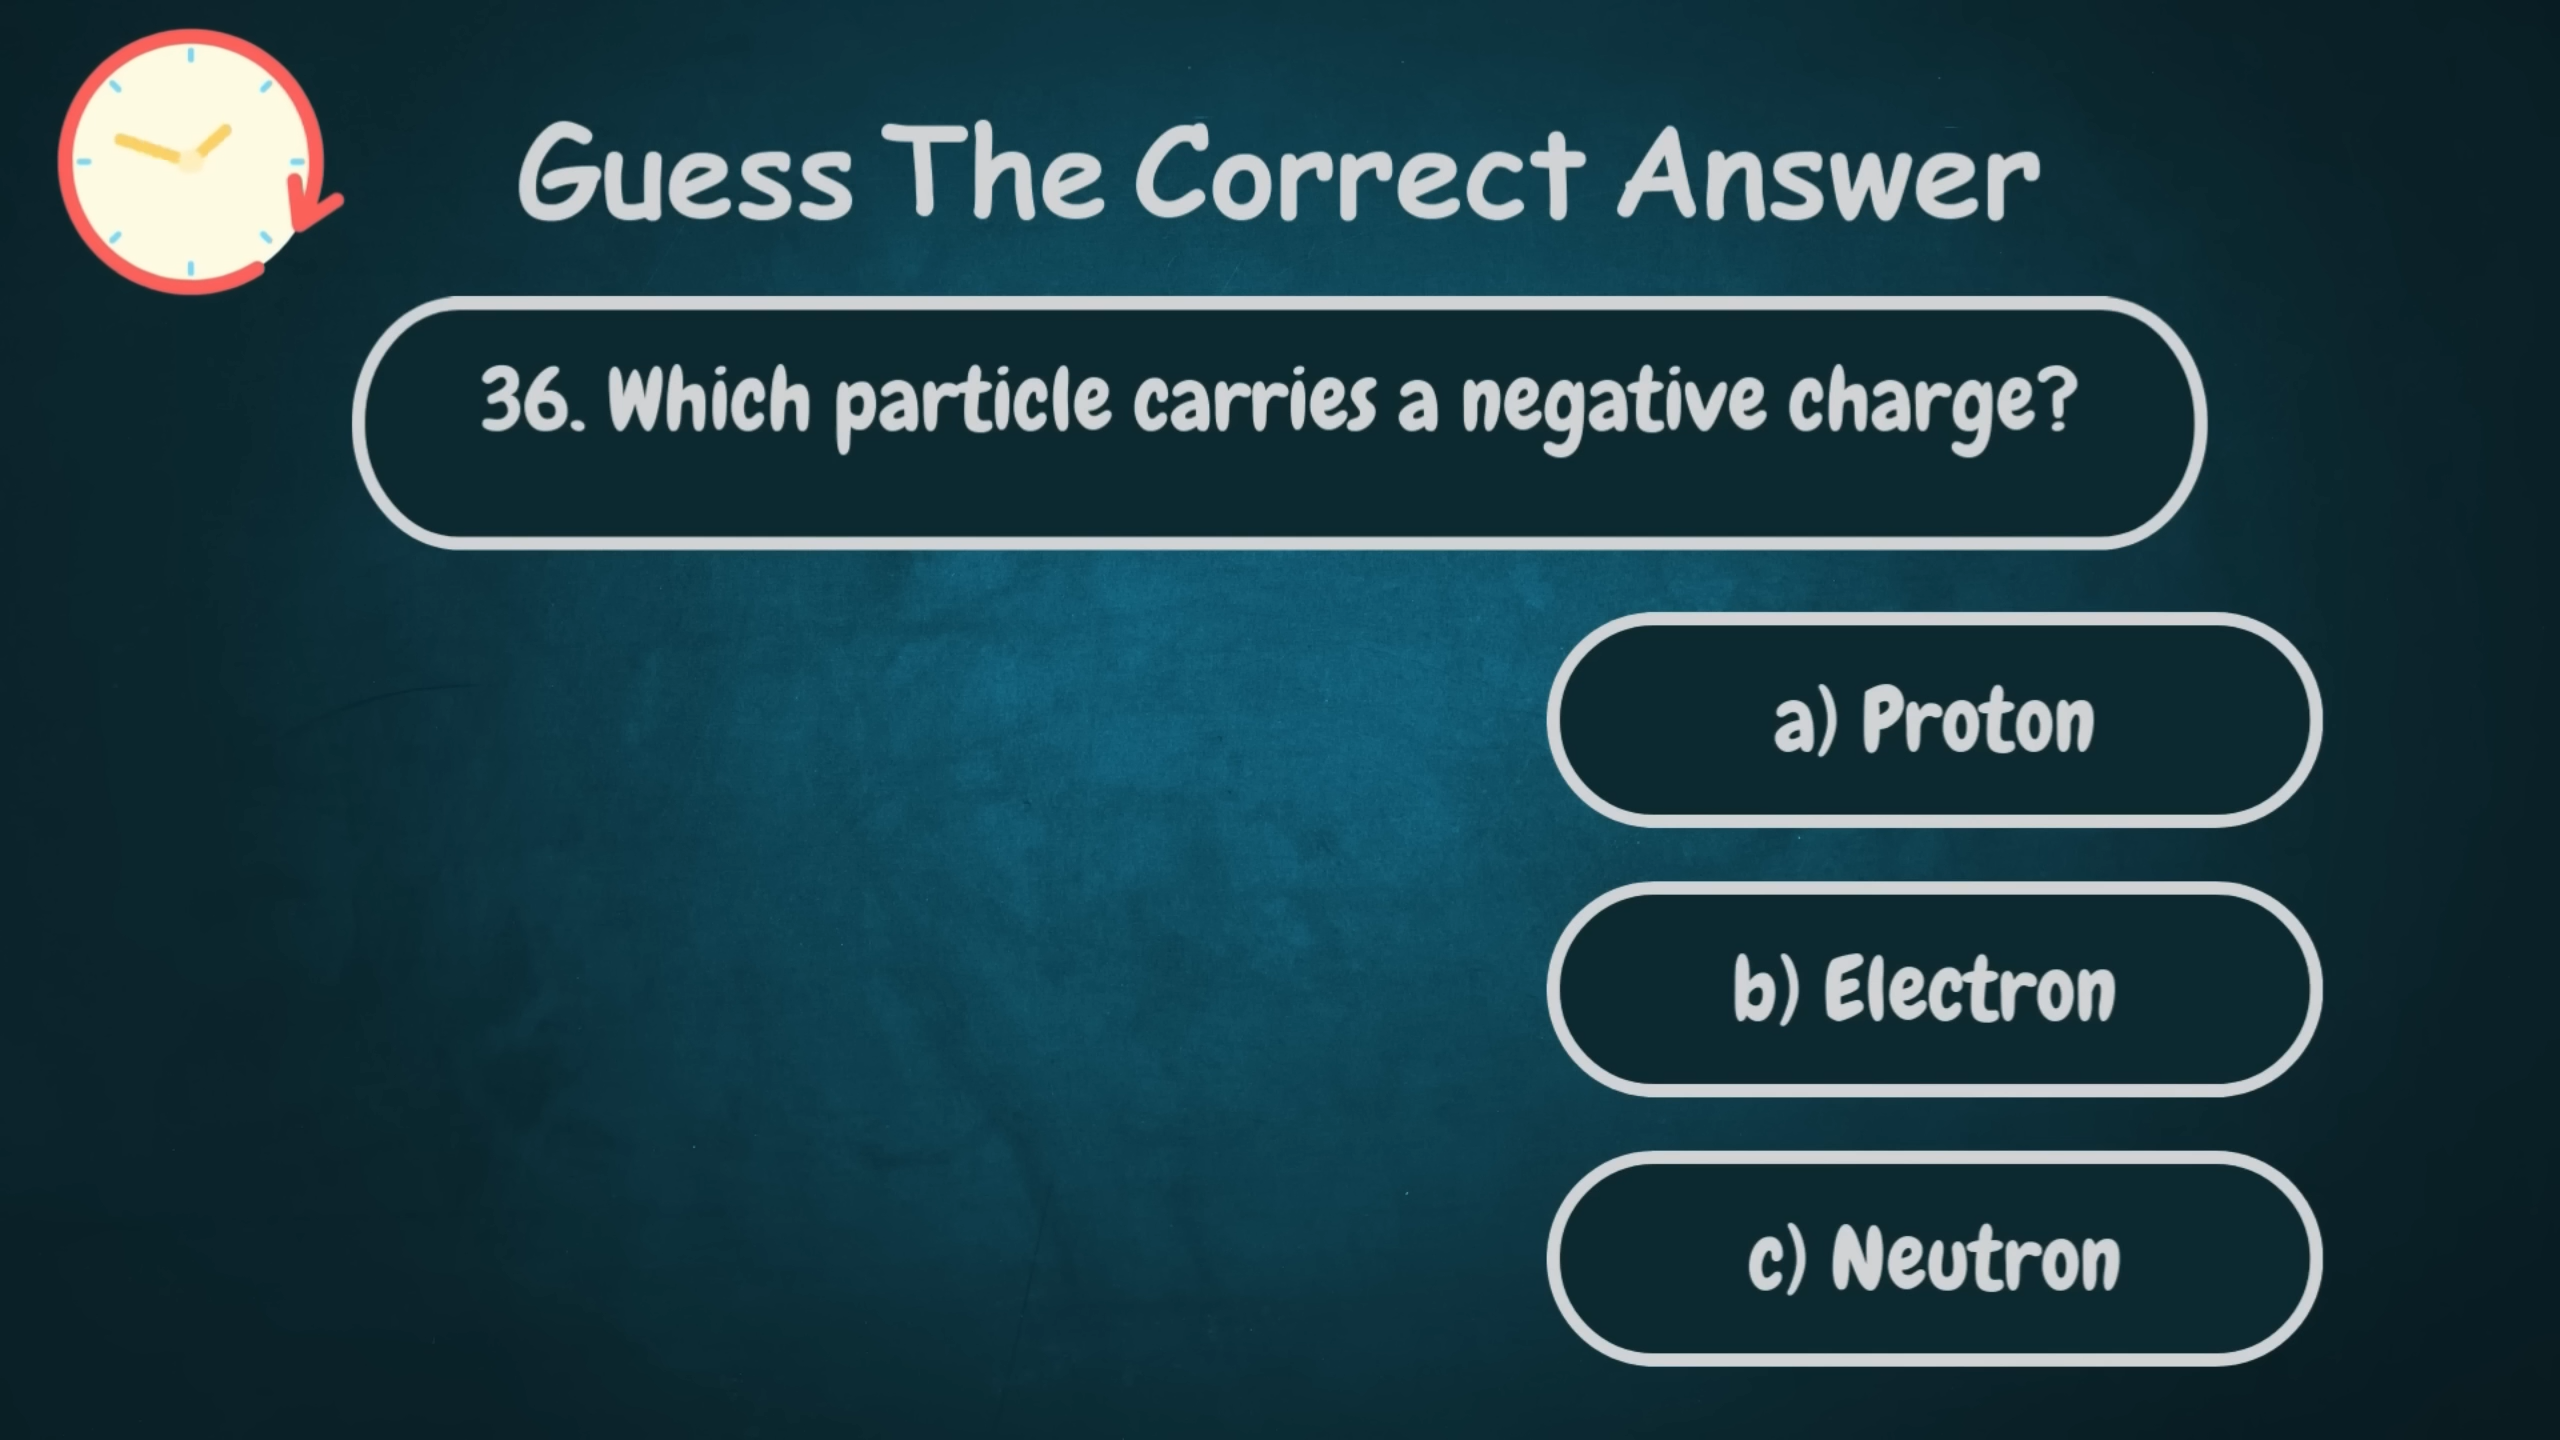 Guess The Correct Answer
36. Which particle carries a negative charge?
a) Proton
b) Electron
c) Neutron